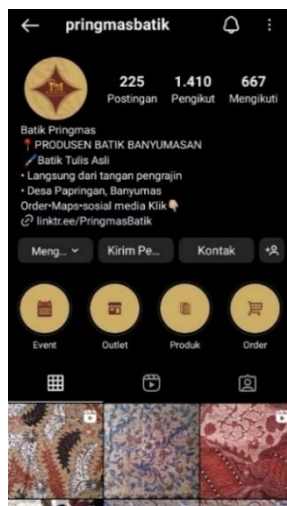 pringmasbatik
225 1.410 667
Postingan Pengikut Mengikuti
Batik Pringmas
PRODUSEN BATIK BANYUMASAN
Batik Tulis Asli
• Langsung dari tangan pengrajin
• Desa Papringan, Banyumas
Order•Maps•sosial media Klik👇🏼
linktr.ee/PringmasBatik
Meng... Kirim Pe... Kontak
Event Outlet Produk Order